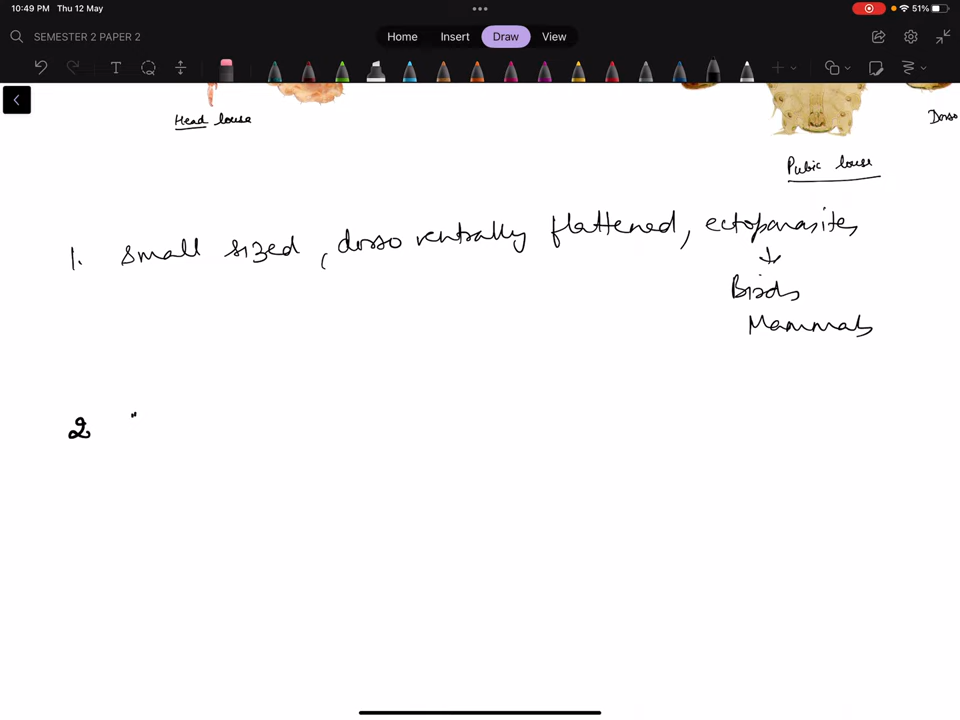 10:49 PM Thu 12 May
51%
SEMESTER 2 PAPER 2
Home Insert Draw View
Head louse
Dorso
Pubic louse
1. Small sized, dorso ventrally flattened, ectoparasites
Birds
Mammals
2